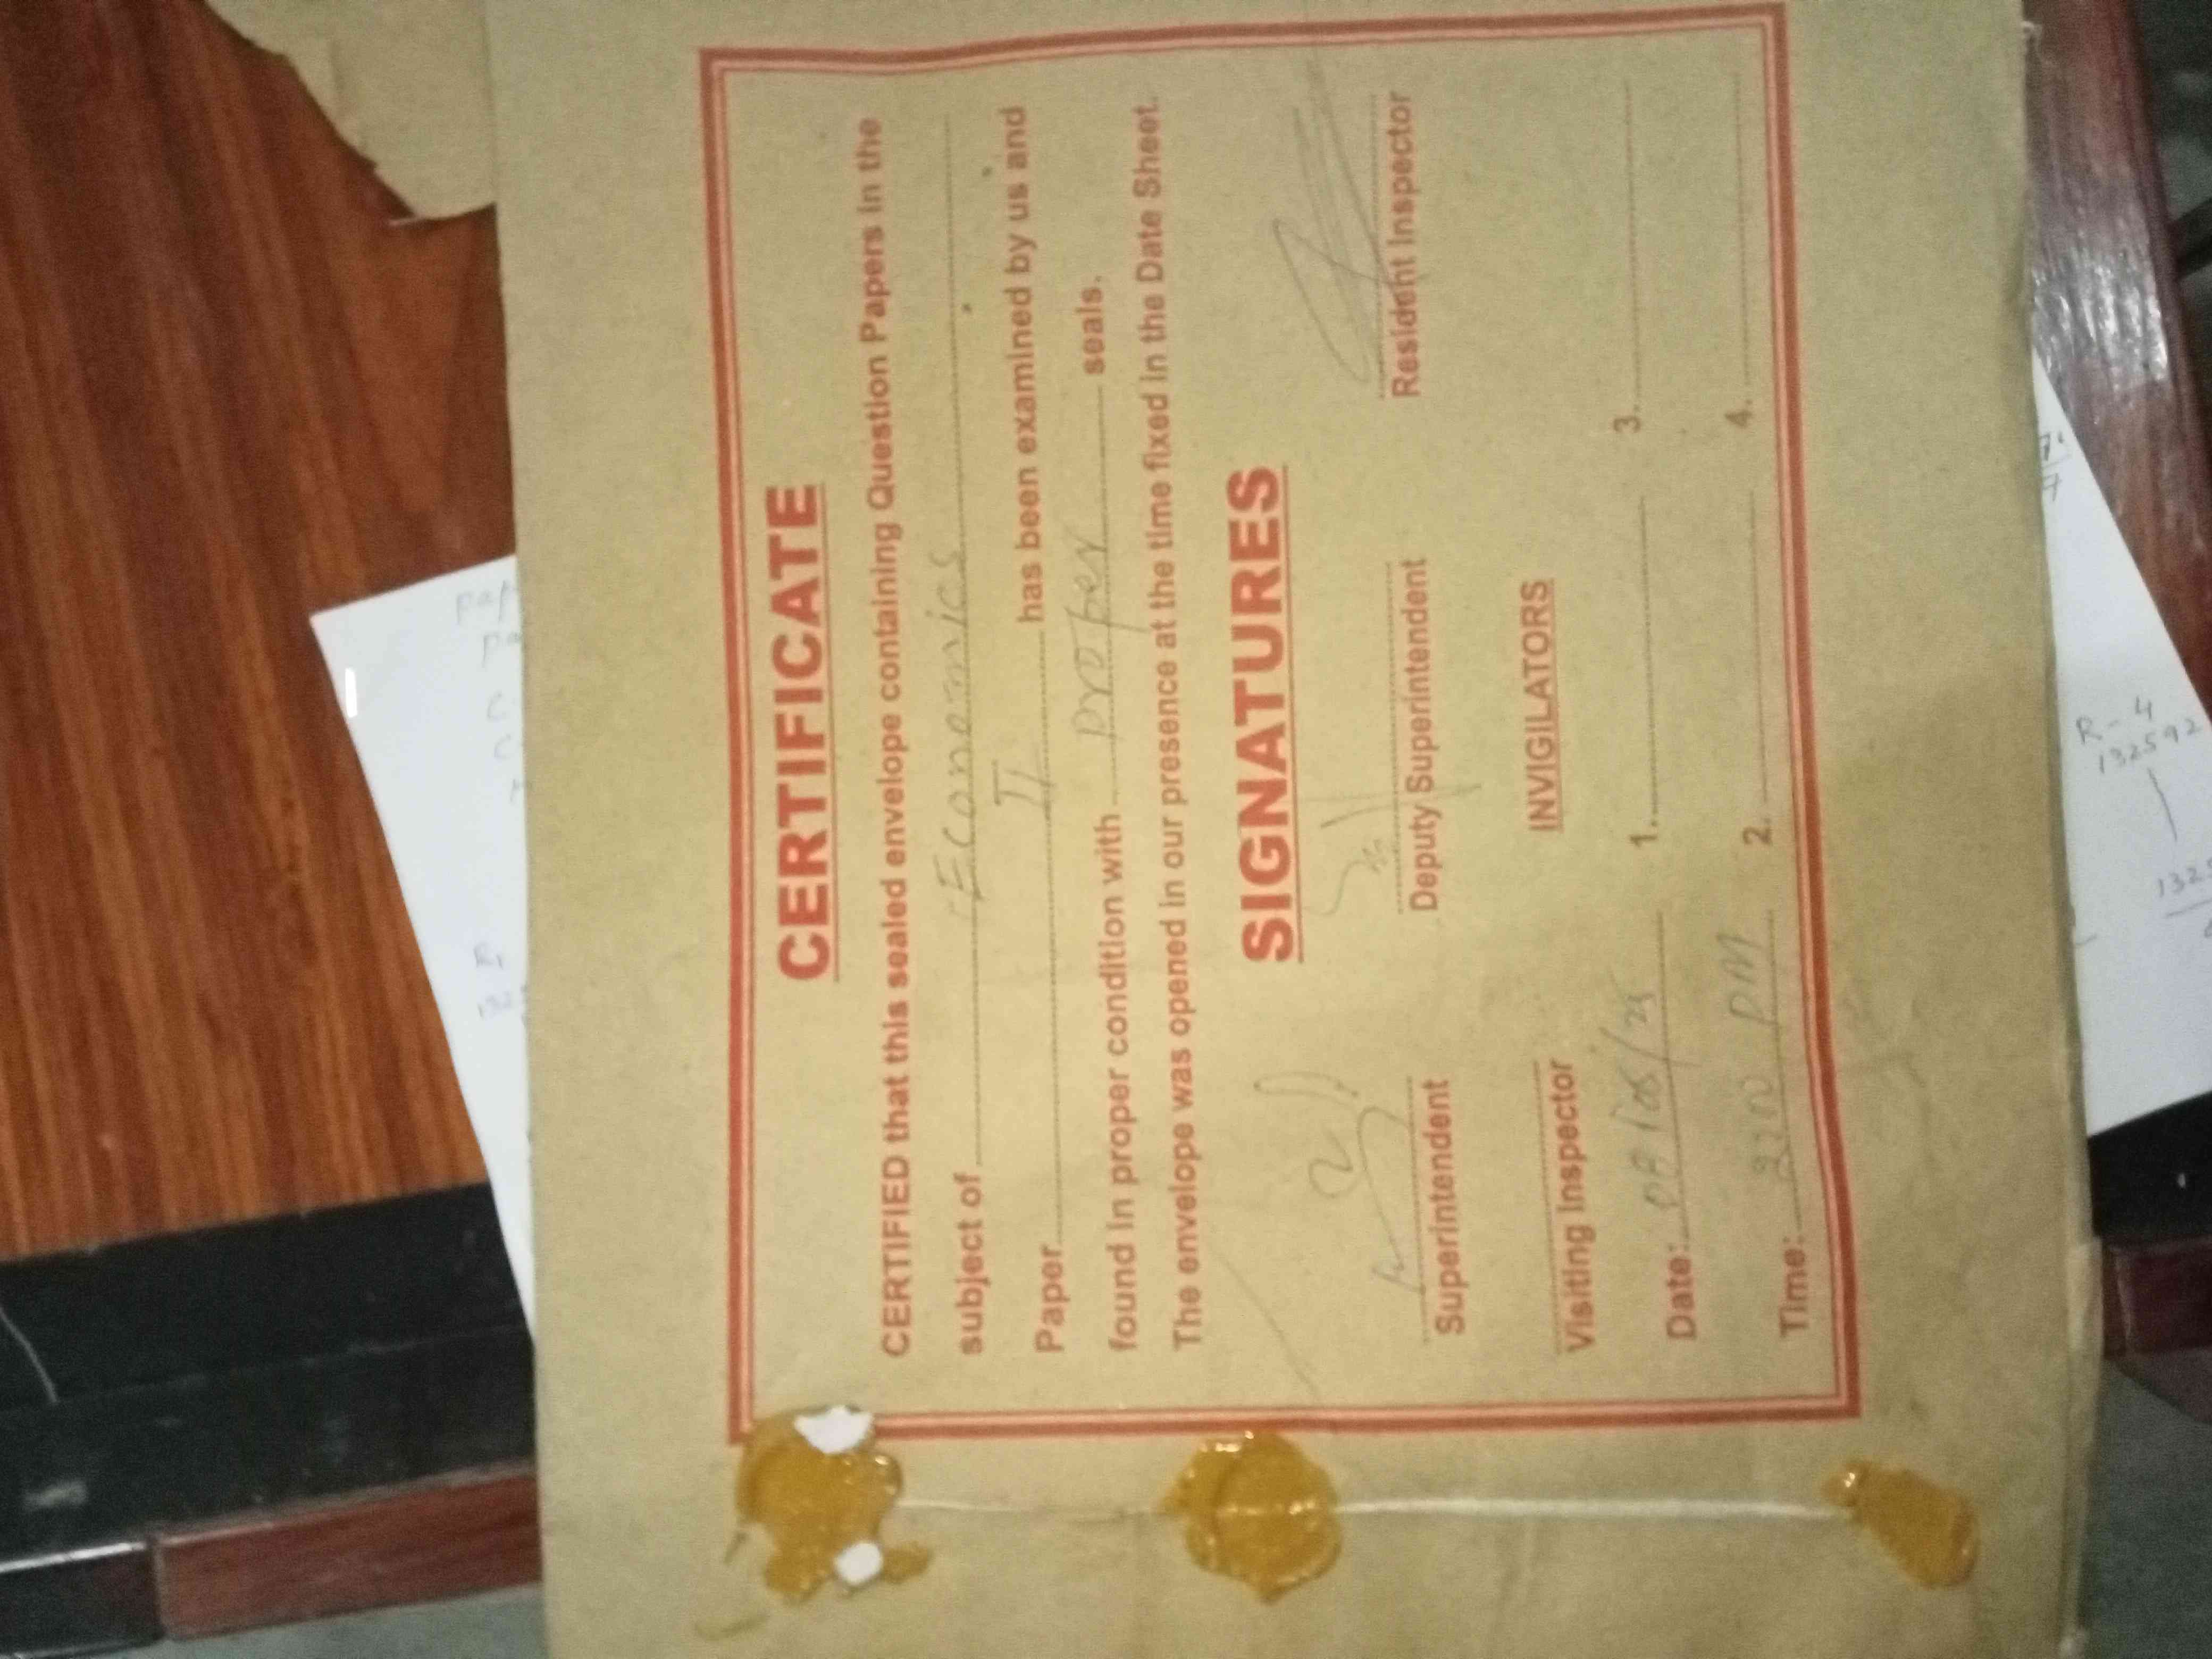 CERTIFICATE
CERTIFIED that this sealed envelope containing Question Papers in the
subject of Economics
Paper II has been examined by us and
found in proper condition with proper seals.
The envelope was opened in our presence at the time fixed in the Date Sheet.
SIGNATURES
Superintendent Deputy Superintendent Resident Inspector
Visiting Inspector INVIGILATORS
Date: 1. 3.
Time: PM 2. 4.
R-4
132592